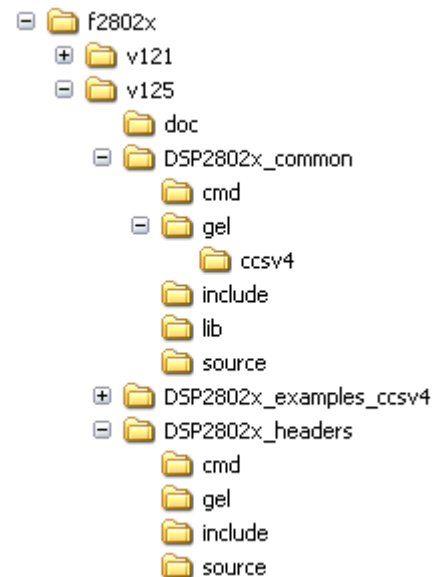 f2802x
v121
v125
doc
DSP2802x_common
cmd
gel
ccsv4
include
lib
source
DSP2802x_examples_ccsv4
DSP2802x_headers
cmd
gel
include
source